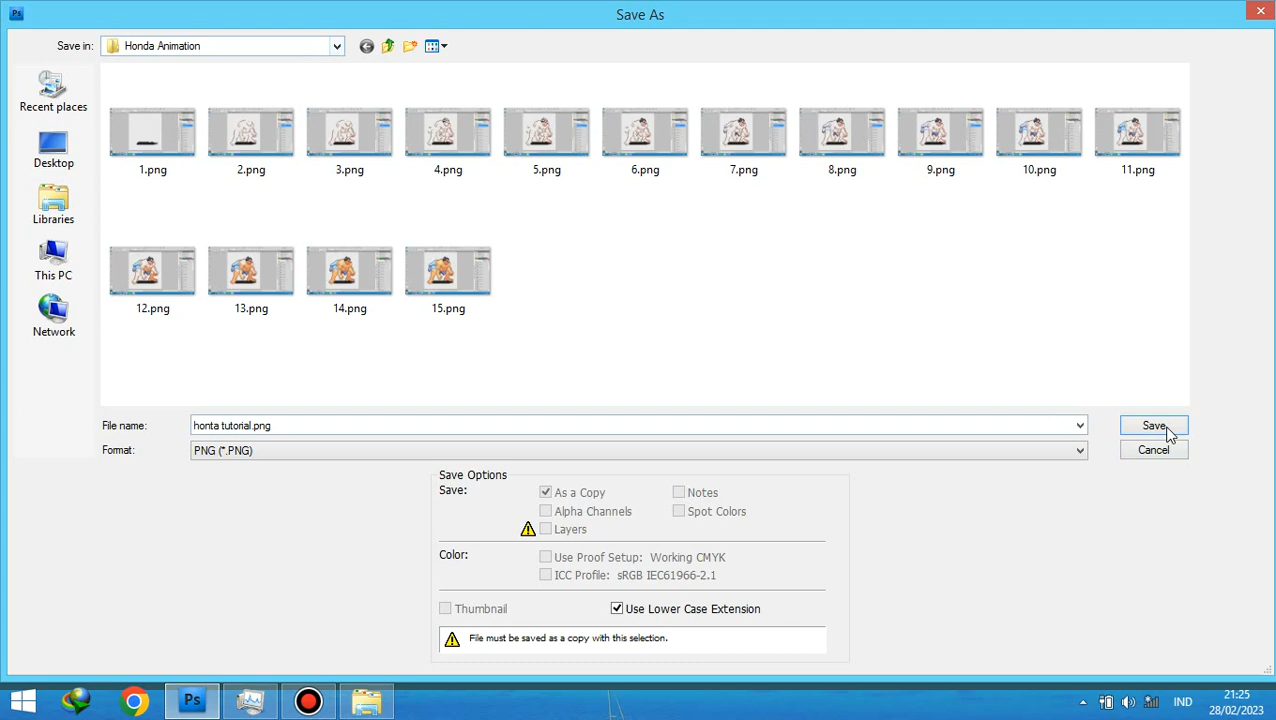 Ps
Save As
Save in:
Honda Animation
Recent places
Desktop
Libraries
This PC
Network
1.png
2.png
3.png
4.png
5.png
6.png
7.png
8.png
9.png
10.png
11.png
12.png
13.png
14.png
15.png
File name:
honta tutorial.png
Save
Format:
PNG (*.PNG)
Cancel
Save Options
Save:
As a Copy
Notes
Alpha Channels
Spot Colors
Layers
Color:
Use Proof Setup: Working CMYK
ICC Profile: sRGB IEC61966-2.1
Thumbnail
Use Lower Case Extension
File must be saved as a copy with this selection.
Ps
IND
21:25
28/02/2023